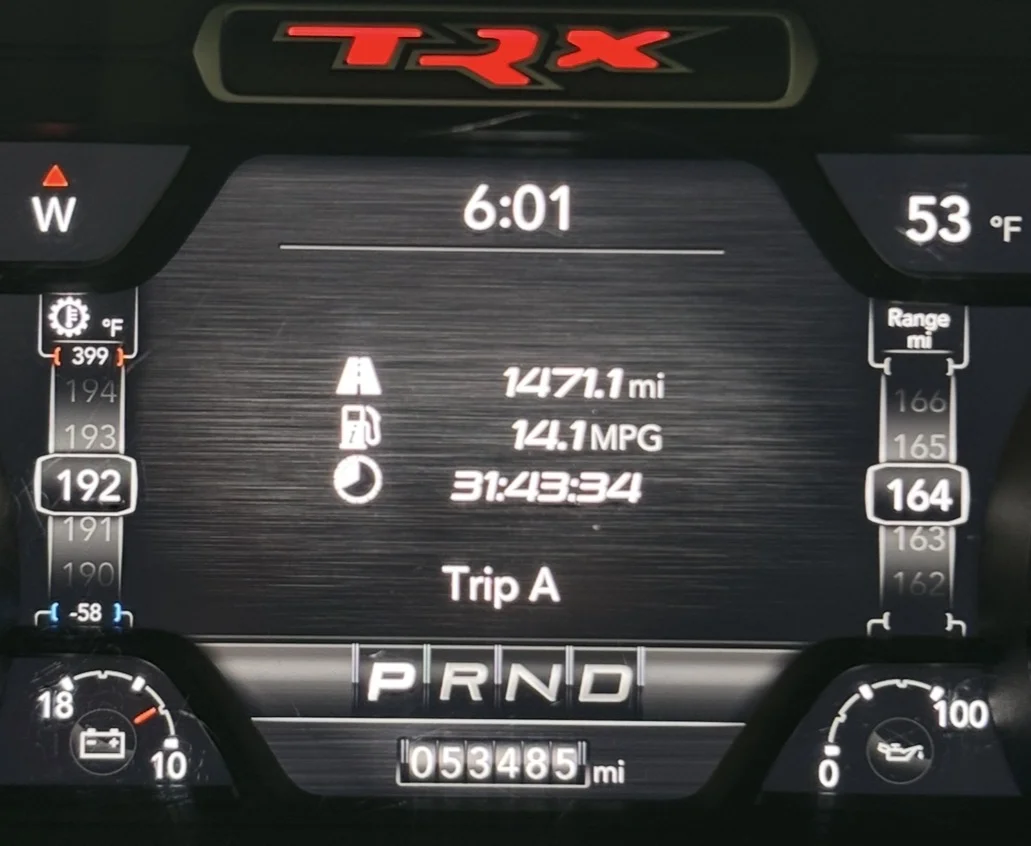 TRX
W
6:01
53 °F
°F
399
194
193
192
191
190
-58
1471.1 mi
14.1 MPG
31:43:34
Trip A
Range
mi
166
165
164
163
162
P R N D
18
10
053485 mi
100
0